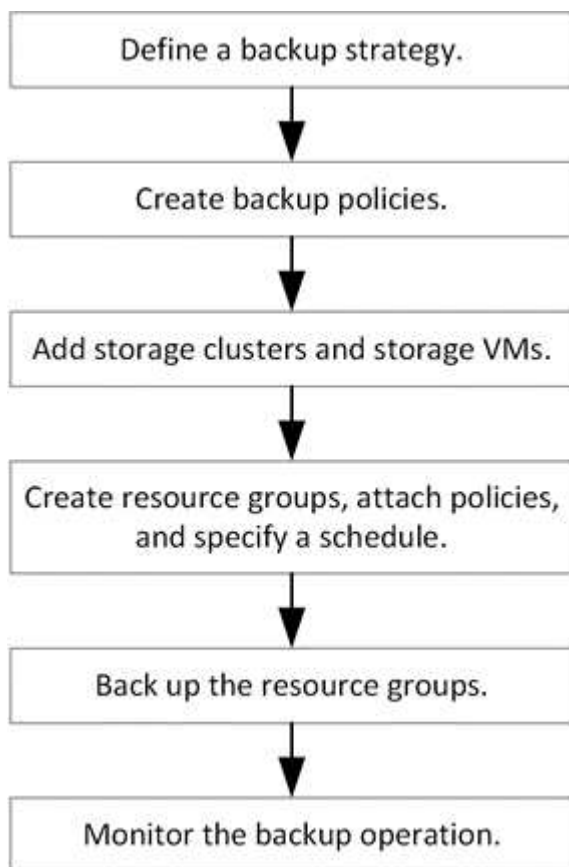 Define a backup strategy.
Create backup policies.
Add storage clusters and storage VMs.
Create resource groups, attach policies,
and specify a schedule.
Back up the resource groups.
Monitor the backup operation.